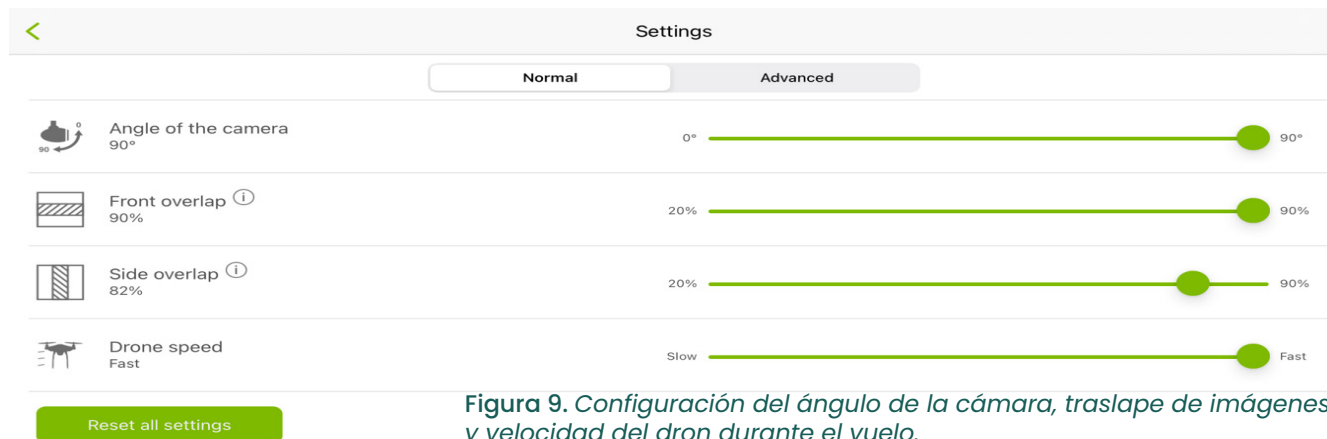 Settings
Normal Advanced
0
90
Angle of the camera
90°
0° 90°
Front overlap i
90%
20% 90%
Side overlap i
82%
20% 90%
Drone speed
Fast
Slow Fast
Reset all settings
Figura 9. Configuración del ángulo de la cámara, traslape de imágenes
y velocidad del dron durante el vuelo.